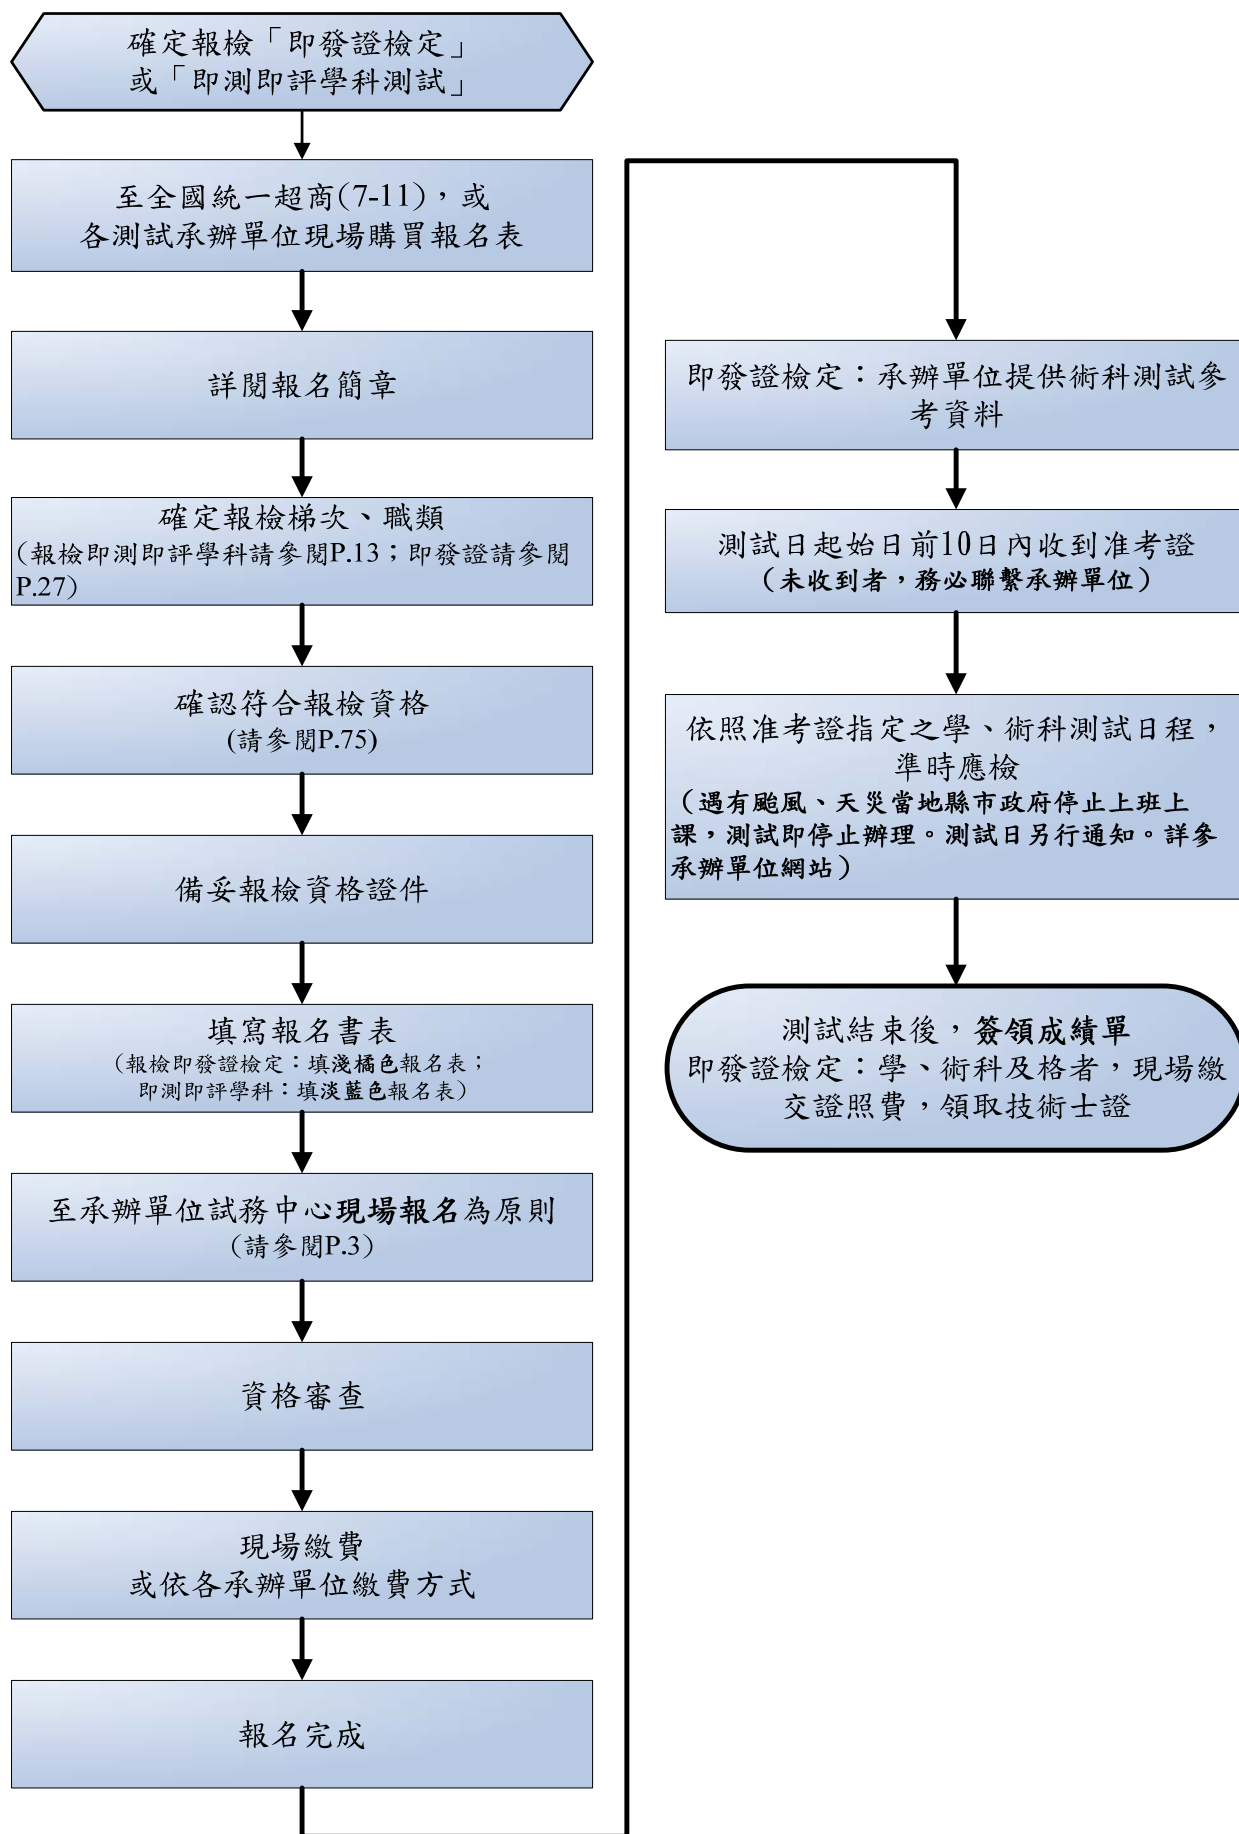 確定報檢「即發證檢定」
或「即測即評學科測試」
至全國統一超商(7-11)，或
各測試承辦單位現場購買報名表
詳閱報名簡章
確定報檢梯次、職類
（報檢即測即評學科請參閱P.13；即發證請參閱
P.27）
確認符合報檢資格
(請參閱P.75)
備妥報檢資格證件
填寫報名書表
（報檢即發證檢定：填淺橘色報名表；
即測即評學科：填淡藍色報名表）
至承辦單位試務中心現場報名為原則
（請參閱P.3）
資格審查
現場繳費
或依各承辦單位繳費方式
報名完成
即發證檢定：承辦單位提供術科測試參
考資料
測試日起始日前10日內收到准考證
（未收到者，務必聯繫承辦單位）
依照准考證指定之學、術科測試日程，
準時應檢
（遇有颱風、天災當地縣市政府停止上班上
課，測試即停止辦理。測試日另行通知。詳參
承辦單位網站）
測試結束後，簽領成績單
即發證檢定：學、術科及格者，現場繳
交證照費，領取技術士證